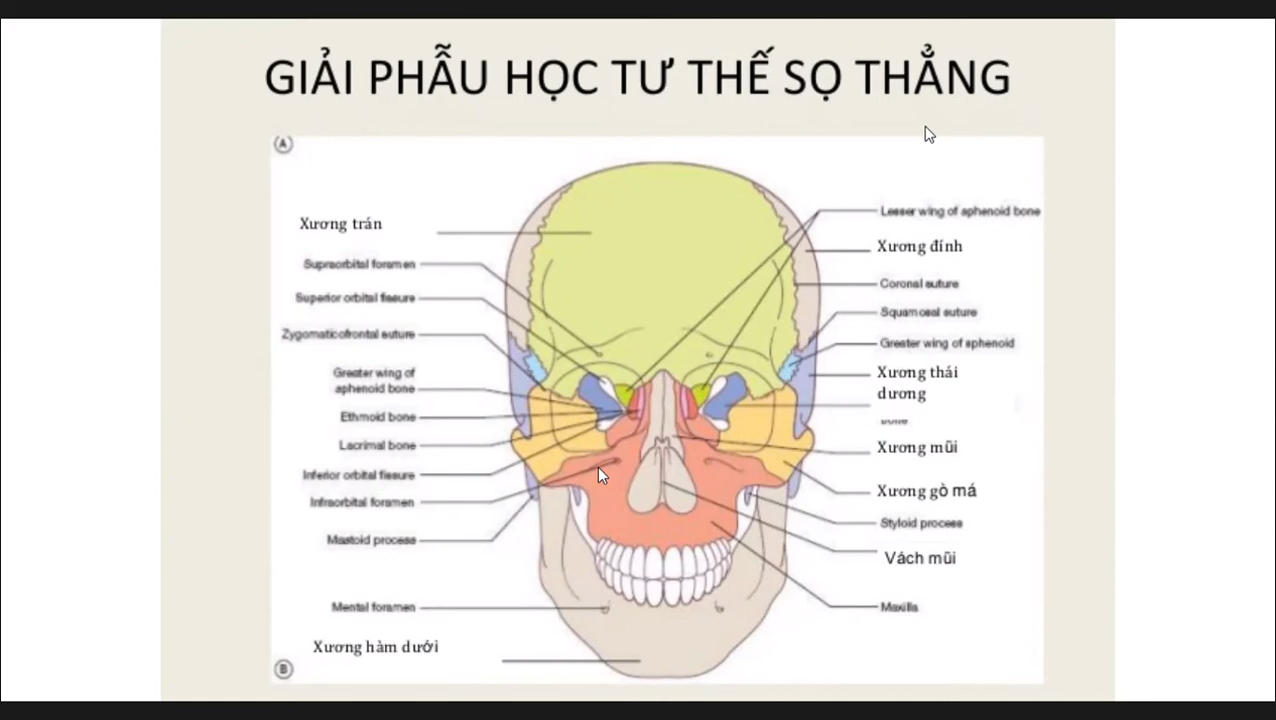 GIẢI PHẪU HỌC TƯ THẾ SỌ THẲNG
A
Xương trán
Supraorbital foramen
Superior orbital fissure
Zygomaticofrontal suture
Greater wing of
aphenoid bone
Ethmoid bone
Lacrimal bone
Inferior orbital fissure
Infraorbital foramen
Mastoid process
Mental foramen
Xương hàm dưới
B
Lesser wing of aphenoid bone
Xương đính
Coronal suture
Squamosal suture
Greater wing of sphenoid
Xương thái
dương
Xương mũi
Xương gò má
Styloid process
Vách mũi
Maxilla